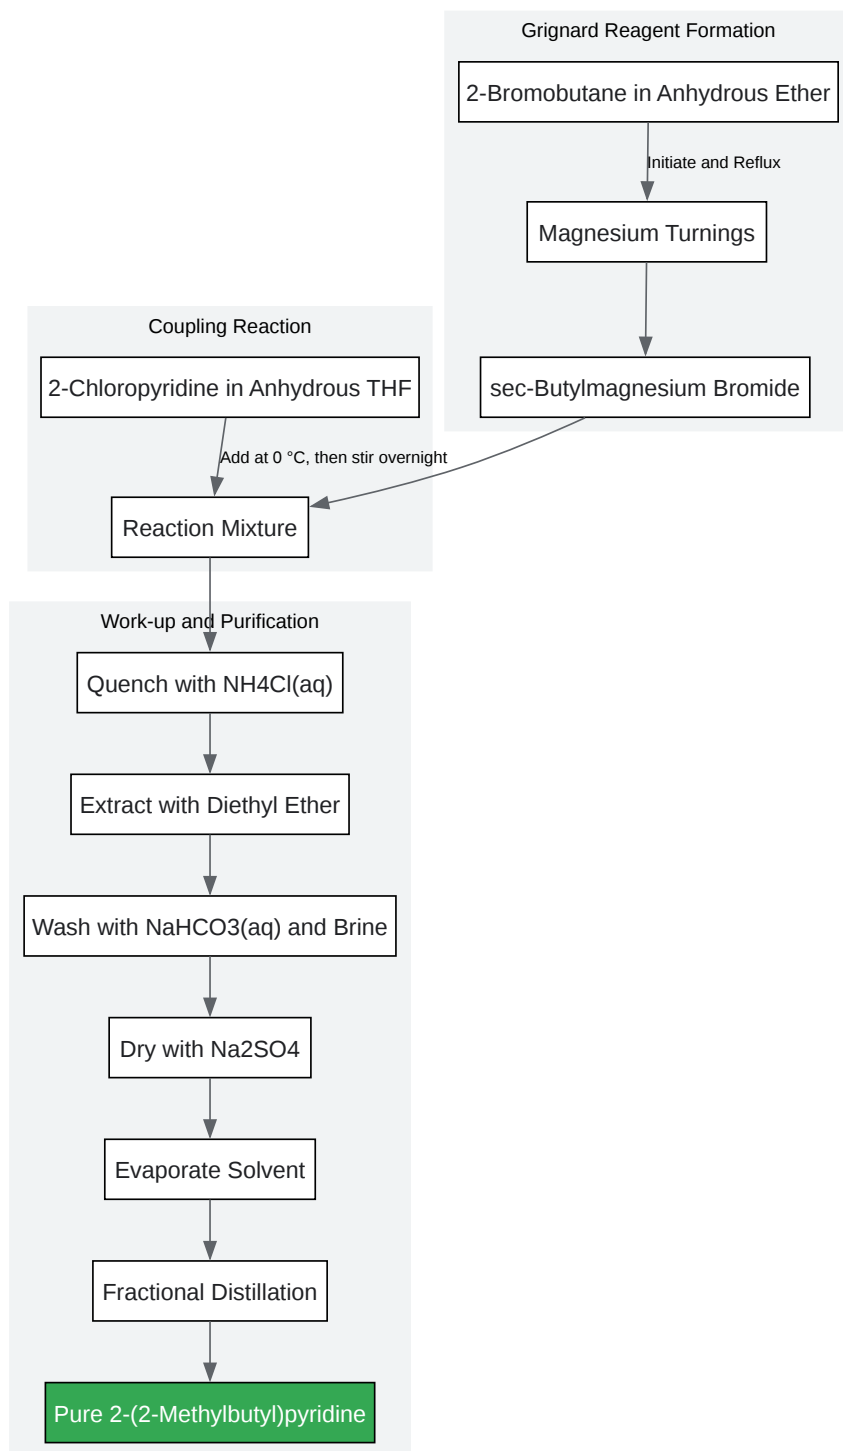 Grignard Reagent Formation
2-Bromobutane in Anhydrous Ether
Initiate and Reflux
Magnesium Turnings
sec-Butylmagnesium Bromide
Coupling Reaction
2-Chloropyridine in Anhydrous THF
Add at 0 °C, then stir overnight
Reaction Mixture
Work-up and Purification
Quench with NH4Cl(aq)
Extract with Diethyl Ether
Wash with NaHCO3(aq) and Brine
Dry with Na2SO4
Evaporate Solvent
Fractional Distillation
Pure 2-(2-Methylbutyl)pyridine